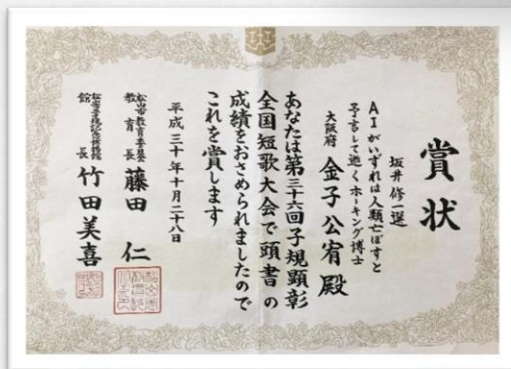 賞状
坂井修一選
AIがいずれは人類亡ぼすと
予言して逝くホーキング博士
大阪府 金子公宥殿
あなたは第三十六回子規顕彰
全国短歌大会で頭書の
成績をおさめられましたので
これを賞します
平成三十年十月二十八日
松山市教育委員会
教育長 藤田仁
松山市立子規記念博物館
館長 竹田美喜